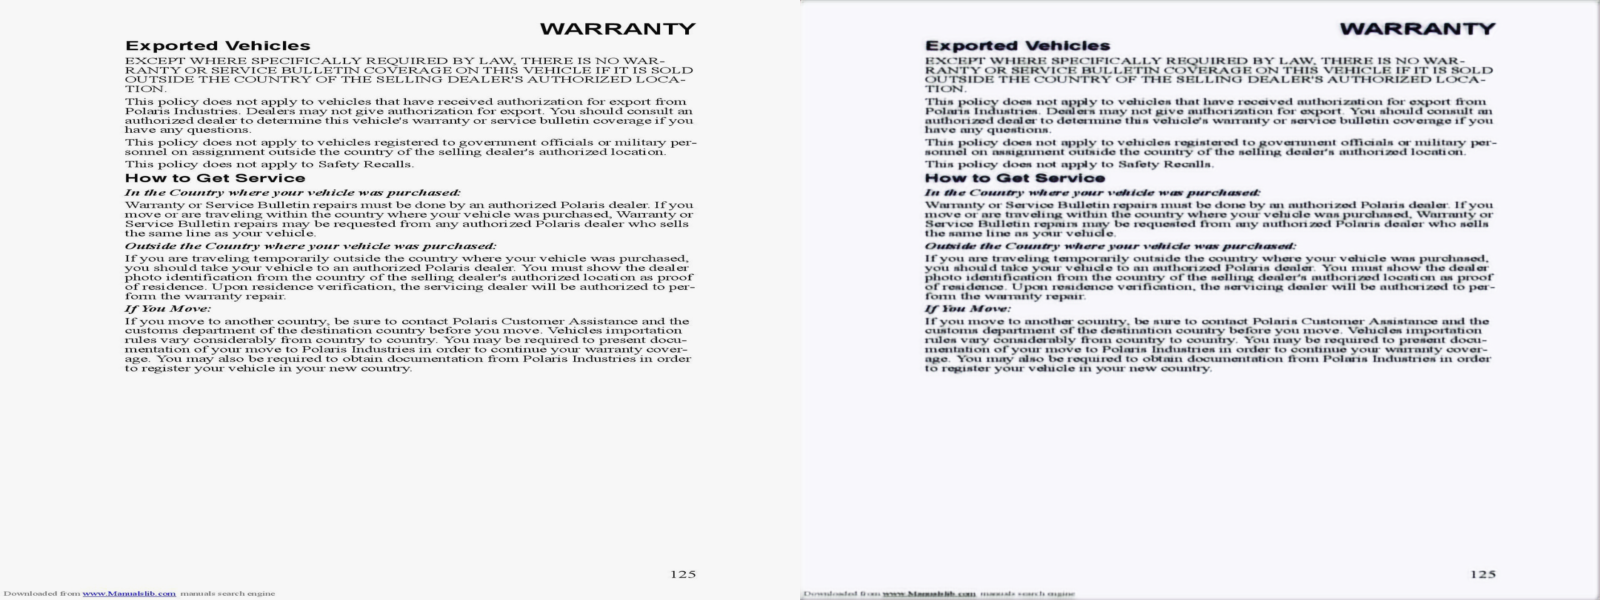 WARRANTY
Exported Vehicles
EXCEPT WHERE SPECIFICALLY REQUIRED BY LAW, THERE IS NO WAR-
RANTY OR SERVICE BULLETIN COVERAGE ON THIS VEHICLE IF IT IS SOLD
OUTSIDE THE COUNTRY OF THE SELLING DEALER'S AUTHORIZED LOCA-
TION.
This policy does not apply to vehicles that have received authorization for export from
Polaris Industries. Dealers may not give authorization for export. You should consult an
authorized dealer to determine this vehicle's warranty or service bulletin coverage if you
have any questions.
This policy does not apply to vehicles registered to government officials or military per-
sonnel on assignment outside the country of the selling dealer's authorized location.
This policy does not apply to Safety Recalls.
How to Get Service
In the Country where your vehicle was purchased:
Warranty or Service Bulletin repairs must be done by an authorized Polaris dealer. If you
move or are traveling within the country where your vehicle was purchased, Warranty or
Service Bulletin repairs may be requested from any authorized Polaris dealer who sells
the same line as your vehicle.
Outside the Country where your vehicle was purchased:
If you are traveling temporarily outside the country where your vehicle was purchased,
you should take your vehicle to an authorized Polaris dealer. You must show the dealer
photo identification from the country of the selling dealer's authorized location as proof
of residence. Upon residence verification, the servicing dealer will be authorized to per-
form the warranty repair.
If You Move:
If you move to another country, be sure to contact Polaris Customer Assistance and the
customs department of the destination country before you move. Vehicles importation
rules vary considerably from country to country. You may be required to present docu-
mentation of your move to Polaris Industries in order to continue your warranty cover-
age. You may also be required to obtain documentation from Polaris Industries in order
to register your vehicle in your new country.
125
Downloaded from www.Manualslib.com manuals search engine
WARRANTY
Exported Vehicles
EXCEPT WHERE SPECIFICALLY REQUIRED BY LAW, THERE IS NO WAR-
RANTY OR SERVICE BULLETIN COVERAGE ON THIS VEHICLE IF IT IS SOLD
OUTSIDE THE COUNTRY OF THE SELLING DEALER'S AUTHORIZED LOCA-
TION.
This policy does not apply to vehicles that have received authorization for export from
Polaris Industries. Dealers may not give authorization for export. You should consult an
authorized dealer to determine this vehicle's warranty or service bulletin coverage if you
have any questions.
This policy does not apply to vehicles registered to government officials or military per-
sonnel on assignment outside the country of the selling dealer's authorized location.
This policy does not apply to Safety Recalls.
How to Get Service
In the Country where your vehicle was purchased:
Warranty or Service Bulletin repairs must be done by an authorized Polaris dealer. If you
move or are traveling within the country where your vehicle was purchased, Warranty or
Service Bulletin repairs may be requested from any authorized Polaris dealer who sells
the same line as your vehicle.
Outside the Country where your vehicle was purchased:
If you are traveling temporarily outside the country where your vehicle was purchased,
you should take your vehicle to an authorized Polaris dealer. You must show the dealer
photo identification from the country of the selling dealer's authorized location as proof
of residence. Upon residence verification, the servicing dealer will be authorized to per-
form the warranty repair.
If You Move:
If you move to another country, be sure to contact Polaris Customer Assistance and the
customs department of the destination country before you move. Vehicles importation
rules vary considerably from country to country. You may be required to present docu-
mentation of your move to Polaris Industries in order to continue your warranty cover-
age. You may also be required to obtain documentation from Polaris Industries in order
to register your vehicle in your new country.
125
Downloaded from www.Manualslib.com manuals search engine